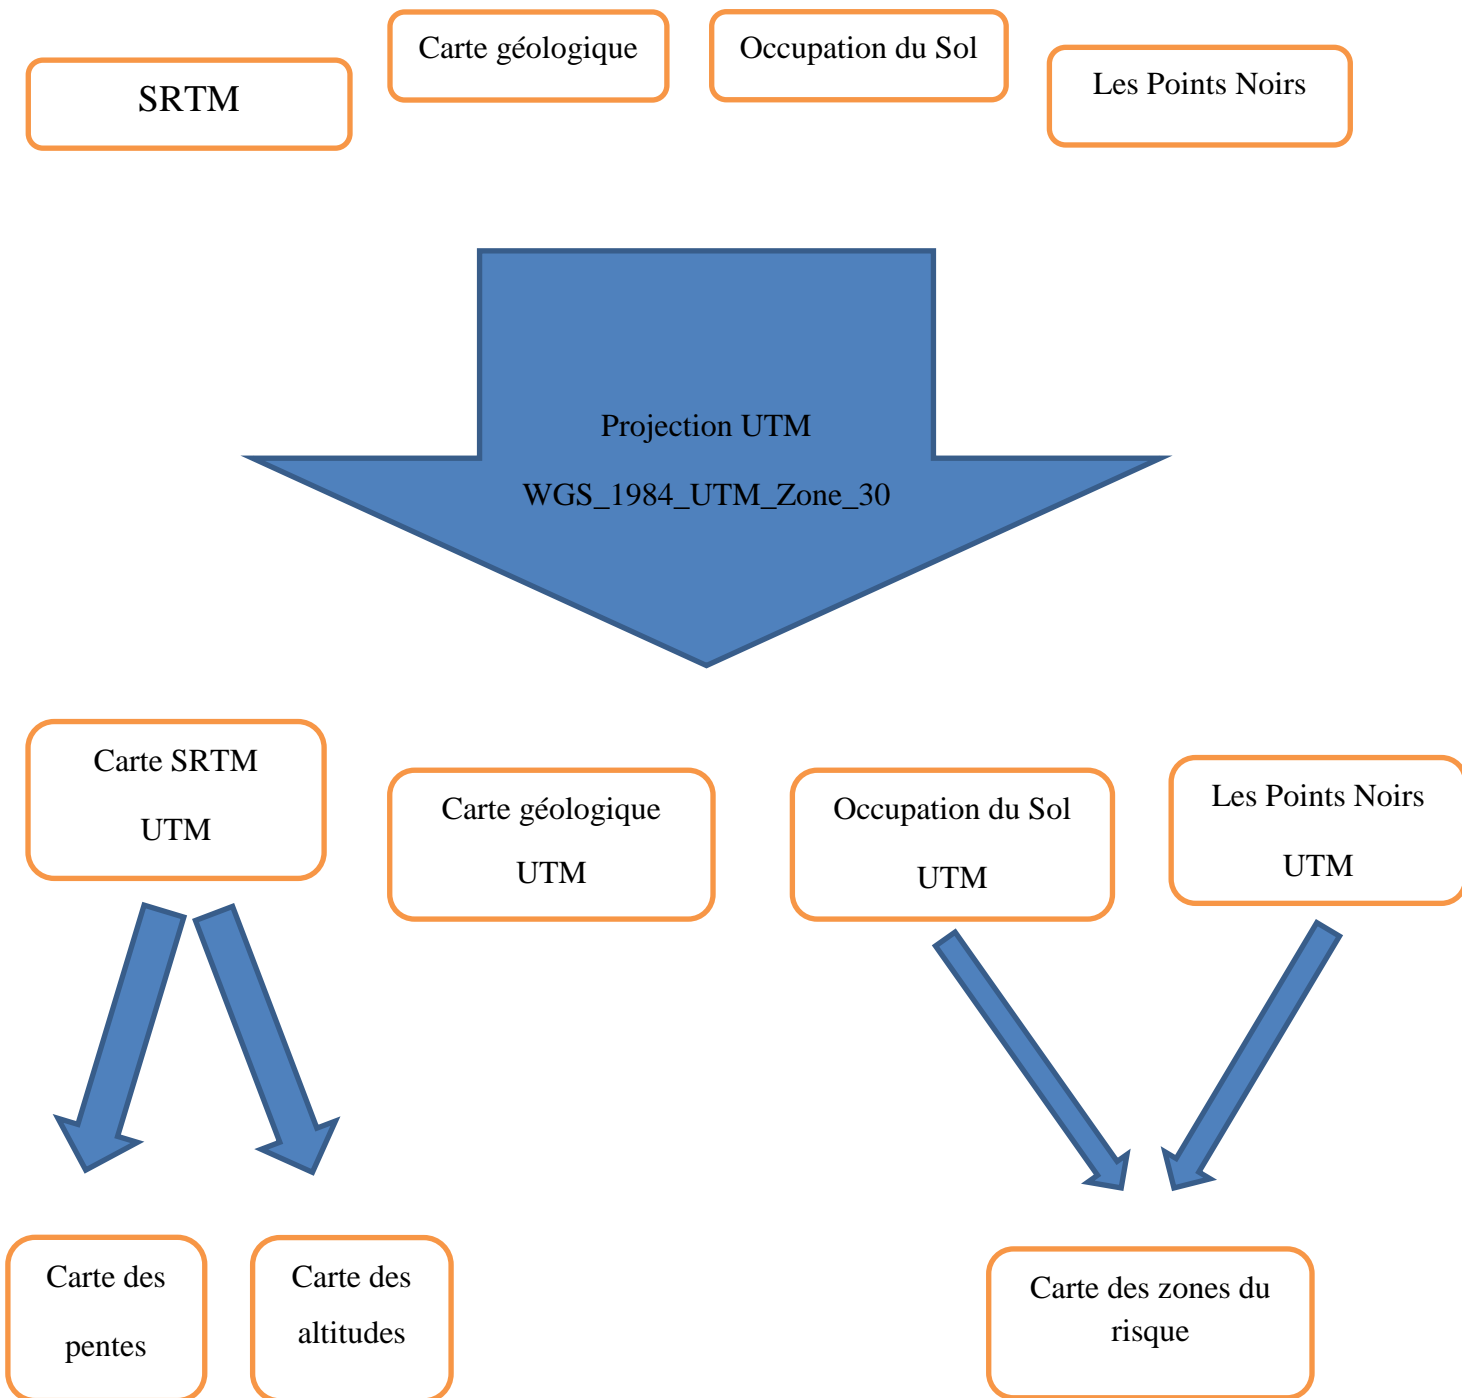 SRTM
Carte géologique
Occupation du Sol
Les Points Noirs
Projection UTM
WGS_1984_UTM_Zone_30
Carte SRTM
UTM
Carte géologique
UTM
Occupation du Sol
UTM
Les Points Noirs
UTM
Carte des
pentes
Carte des
altitudes
Carte des zones du
risque